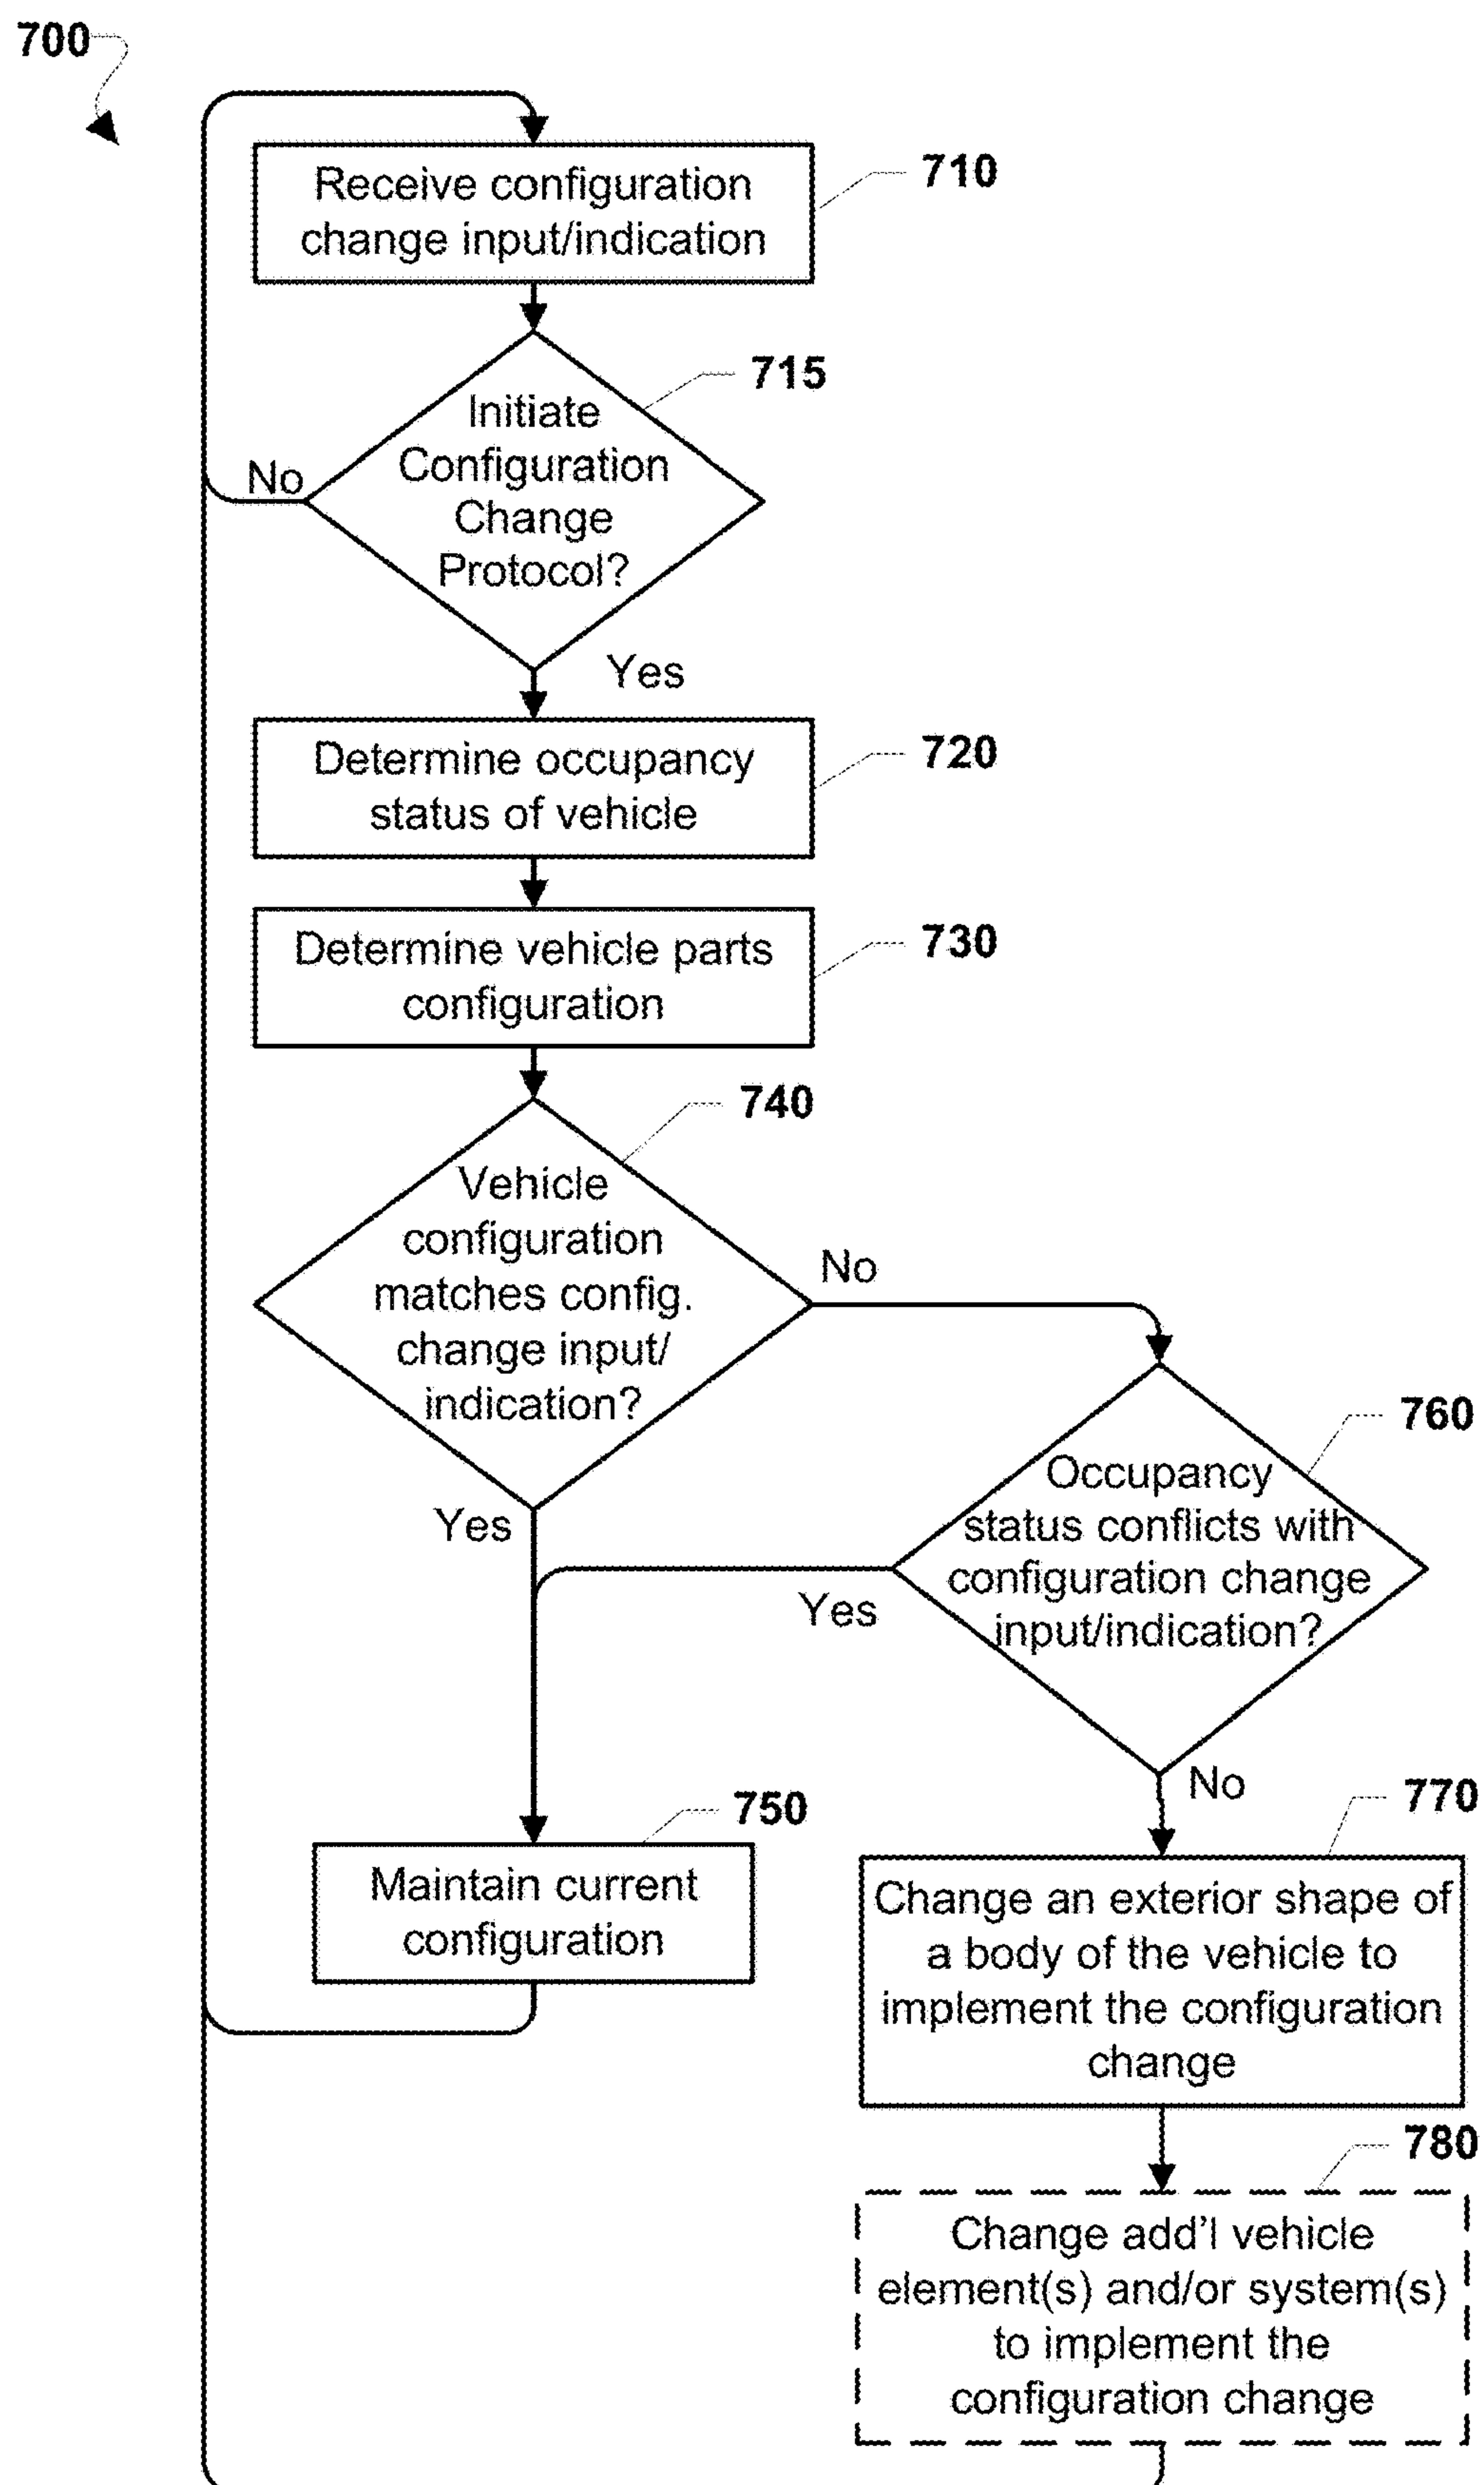 700
Receive configuration
change input/indication
710
715
Initiate
Configuration
Change
Protocol?
No
Yes
Determine occupancy
status of vehicle
720
Determine vehicle parts
configuration
730
740
Vehicle
configuration
matches config.
change input/
indication?
No
Yes
760
Occupancy
status conflicts with
configuration change
input/indication?
Yes
No
750
Maintain current
configuration
770
Change an exterior shape of
a body of the vehicle to
implement the configuration
change
780
Change add'l vehicle
element(s) and/or system(s)
to implement the
configuration change